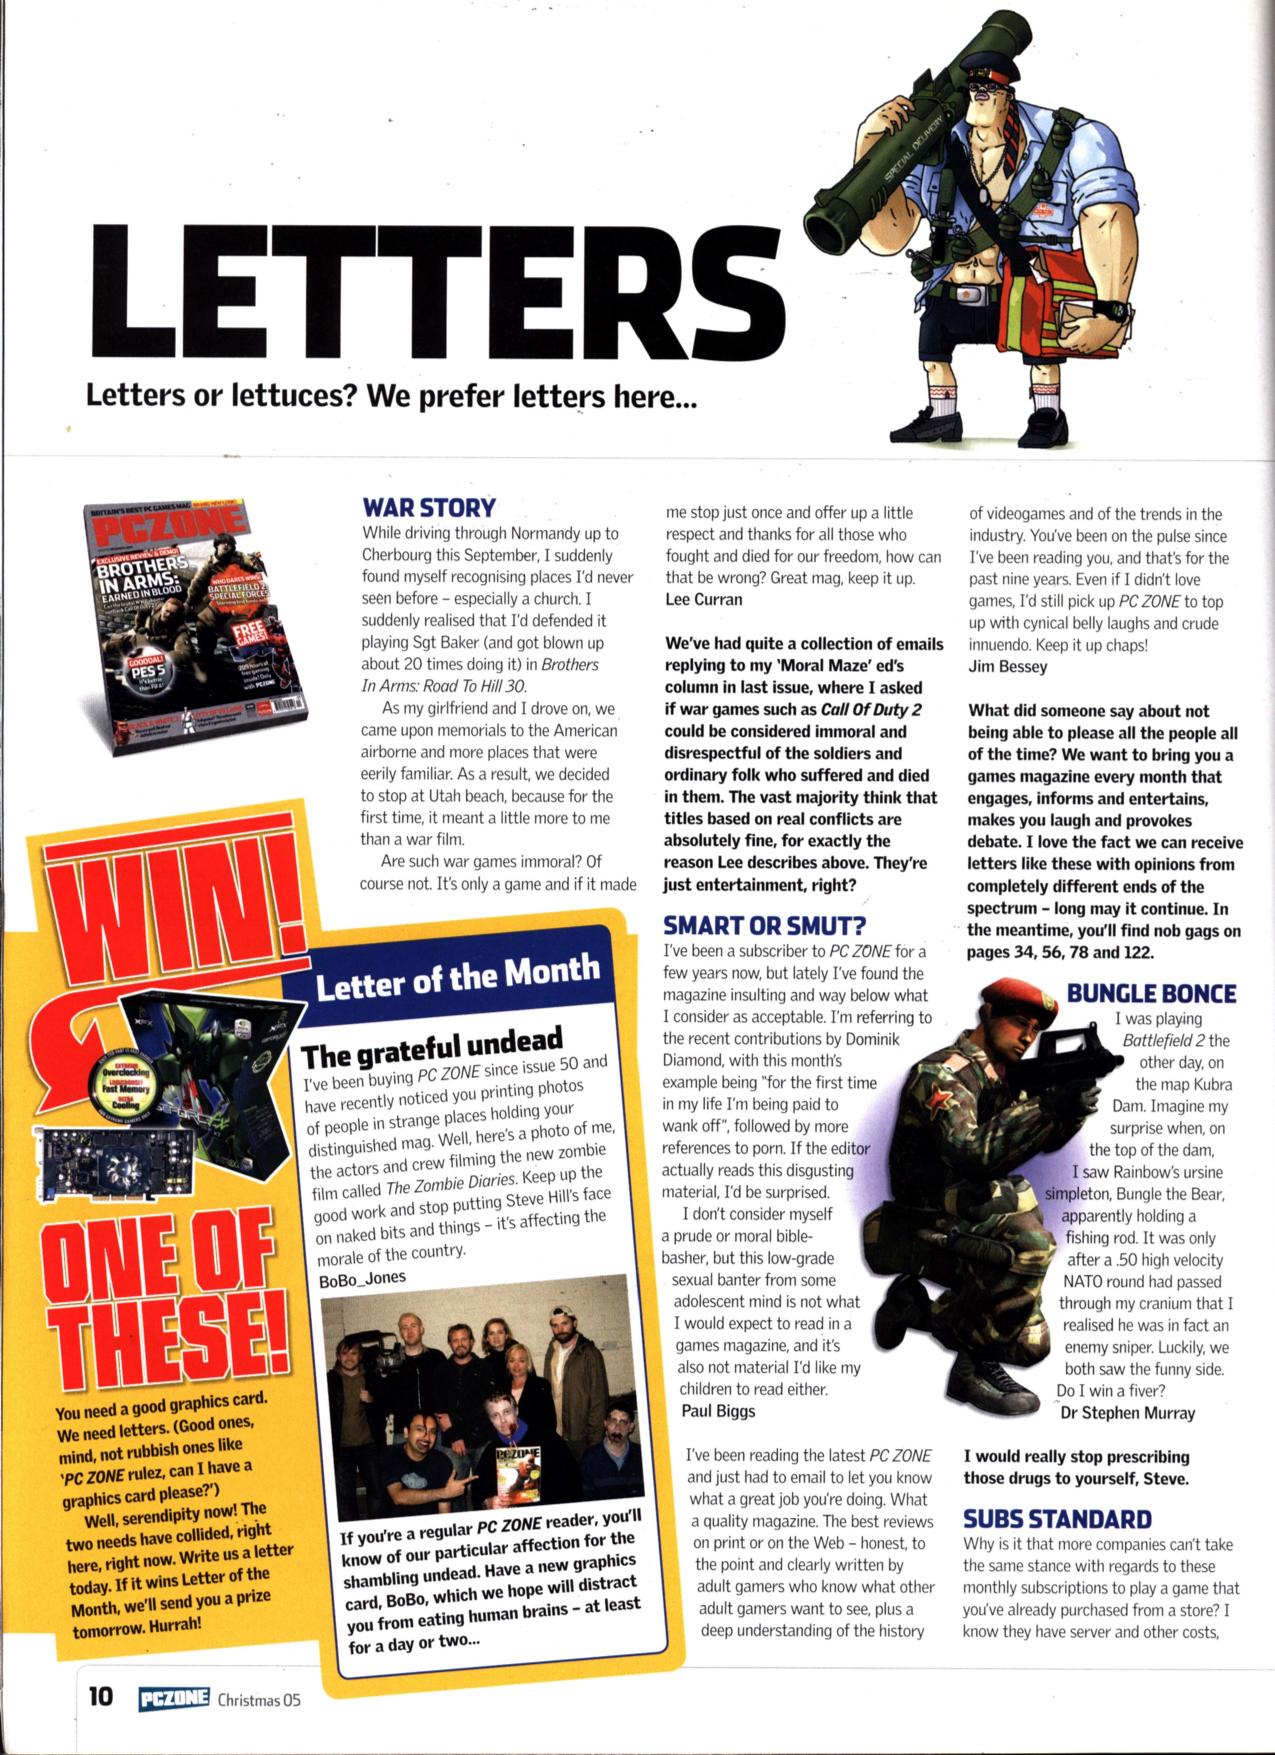 SPECIAL DELIVERY
LETTERS
Letters or lettuces? We prefer letters here...
BRITAIN'S BEST PC GAMES MAG
PCZONE
EXCLUSIVE REVIEW & DEMO!
BROTHERS
IN ARMS:
EARNED IN BLOOD
WHO DARES WINS!
BATTLEFIELD 2:
SPECIAL FORCES
FREE
GAMES!
GOOOOAL!
PES 5
WAR STORY
While driving through Normandy up to
Cherbourg this September, I suddenly
found myself recognising places I'd never
seen before – especially a church. I
suddenly realised that I'd defended it
playing Sgt Baker (and got blown up
about 20 times doing it) in Brothers
In Arms: Road To Hill 30.
As my girlfriend and I drove on, we
came upon memorials to the American
airborne and more places that were
eerily familiar. As a result, we decided
to stop at Utah beach, because for the
first time, it meant a little more to me
than a war film.
Are such war games immoral? Of
course not. It's only a game and if it made
me stop just once and offer up a little
respect and thanks for all those who
fought and died for our freedom, how can
that be wrong? Great mag, keep it up.
Lee Curran
We've had quite a collection of emails
replying to my 'Moral Maze' ed's
column in last issue, where I asked
if war games such as Call Of Duty 2
could be considered immoral and
disrespectful of the soldiers and
ordinary folk who suffered and died
in them. The vast majority think that
titles based on real conflicts are
absolutely fine, for exactly the
reason Lee describes above. They're
just entertainment, right?
SMART OR SMUT?
I've been a subscriber to PC ZONE for a
few years now, but lately I've found the
magazine insulting and way below what
I consider as acceptable. I'm referring to
the recent contributions by Dominik
Diamond, with this month's
example being "for the first time
in my life I'm being paid to
wank off", followed by more
references to porn. If the editor
actually reads this disgusting
material, I'd be surprised.
I don't consider myself
a prude or moral bible-
basher, but this low-grade
sexual banter from some
adolescent mind is not what
I would expect to read in a
games magazine, and it's
also not material I'd like my
children to read either.
Paul Biggs
I've been reading the latest PC ZONE
and just had to email to let you know
what a great job you're doing. What
a quality magazine. The best reviews
on print or on the Web – honest, to
the point and clearly written by
adult gamers who know what other
adult gamers want to see, plus a
deep understanding of the history
of videogames and of the trends in the
industry. You've been on the pulse since
I've been reading you, and that's for the
past nine years. Even if I didn't love
games, I'd still pick up PC ZONE to top
up with cynical belly laughs and crude
innuendo. Keep it up chaps!
Jim Bessey
What did someone say about not
being able to please all the people all
of the time? We want to bring you a
games magazine every month that
engages, informs and entertains,
makes you laugh and provokes
debate. I love the fact we can receive
letters like these with opinions from
completely different ends of the
spectrum – long may it continue. In
the meantime, you'll find nob gags on
pages 34, 56, 78 and 122.
BUNGLE BONCE
I was playing
Battlefield 2 the
other day, on
the map Kubra
Dam. Imagine my
surprise when, on
the top of the dam,
I saw Rainbow's ursine
simpleton, Bungle the Bear,
apparently holding a
fishing rod. It was only
after a .50 high velocity
NATO round had passed
through my cranium that I
realised he was in fact an
enemy sniper. Luckily, we
both saw the funny side.
Do I win a fiver?
Dr Stephen Murray
I would really stop prescribing
those drugs to yourself, Steve.
SUBS STANDARD
Why is it that more companies can't take
the same stance with regards to these
monthly subscriptions to play a game that
you've already purchased from a store? I
know they have server and other costs,
WIN!
XFX
EXTREME
Overclocking
Fast Memory
ULTRA
Cooling
GEFORCE
ONE OF
THESE!
You need a good graphics card.
We need letters. (Good ones,
mind, not rubbish ones like
'PC ZONE rulez, can I have a
graphics card please?')
Well, serendipity now! The
two needs have collided, right
here, right now. Write us a letter
today. If it wins Letter of the
Month, we'll send you a prize
tomorrow. Hurrah!
Letter of the Month
The grateful undead
I've been buying PC ZONE since issue 50 and
have recently noticed you printing photos
of people in strange places holding your
distinguished mag. Well, here's a photo of me,
the actors and crew filming the new zombie
film called The Zombie Diaries. Keep up the
good work and stop putting Steve Hill's face
on naked bits and things – it's affecting the
morale of the country.
BoBo_Jones
PCZONE
If you're a regular PC ZONE reader, you'll
know of our particular affection for the
shambling undead. Have a new graphics
card, BoBo, which we hope will distract
you from eating human brains – at least
for a day or two...
10 PCZONE Christmas 05